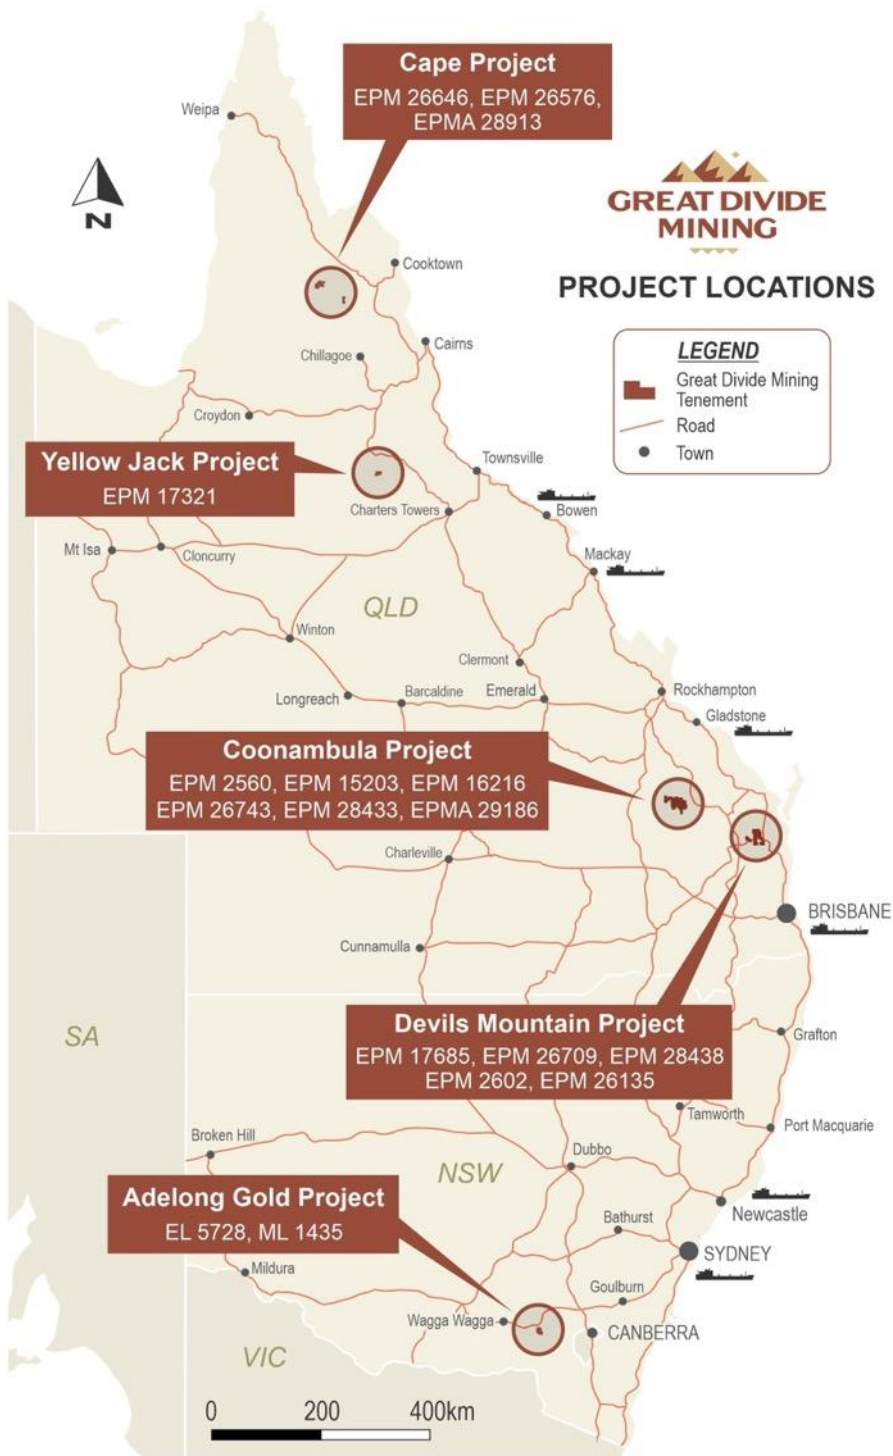 Cape Project
EPM 26646, EPM 26576,
EPMA 28913
Weipa
N
GREAT DIVIDE
MINING
PROJECT LOCATIONS
Cooktown
LEGEND
Great Divide Mining
Tenement
Road
Town
Cairns
Chillagoe
Croydon
Yellow Jack Project
EPM 17321
Townsville
Charters Towers
Bowen
Mt Isa
Cloncurry
Mackay
QLD
Winton
Clermont
Longreach
Barcaldine
Emerald
Rockhampton
Gladstone
Coonambula Project
EPM 2560, EPM 15203, EPM 16216
EPM 26743, EPM 28433, EPMA 29186
Charleville
BRISBANE
Cunnamulla
Devils Mountain Project
EPM 17685, EPM 26709, EPM 28438
EPM 2602, EPM 26135
SA
Grafton
Tamworth
Port Macquarie
Broken Hill
Dubbo
NSW
Adelong Gold Project
EL 5728, ML 1435
Newcastle
Bathurst
SYDNEY
Mildura
Goulburn
Wagga Wagga
CANBERRA
VIC
0 200 400km